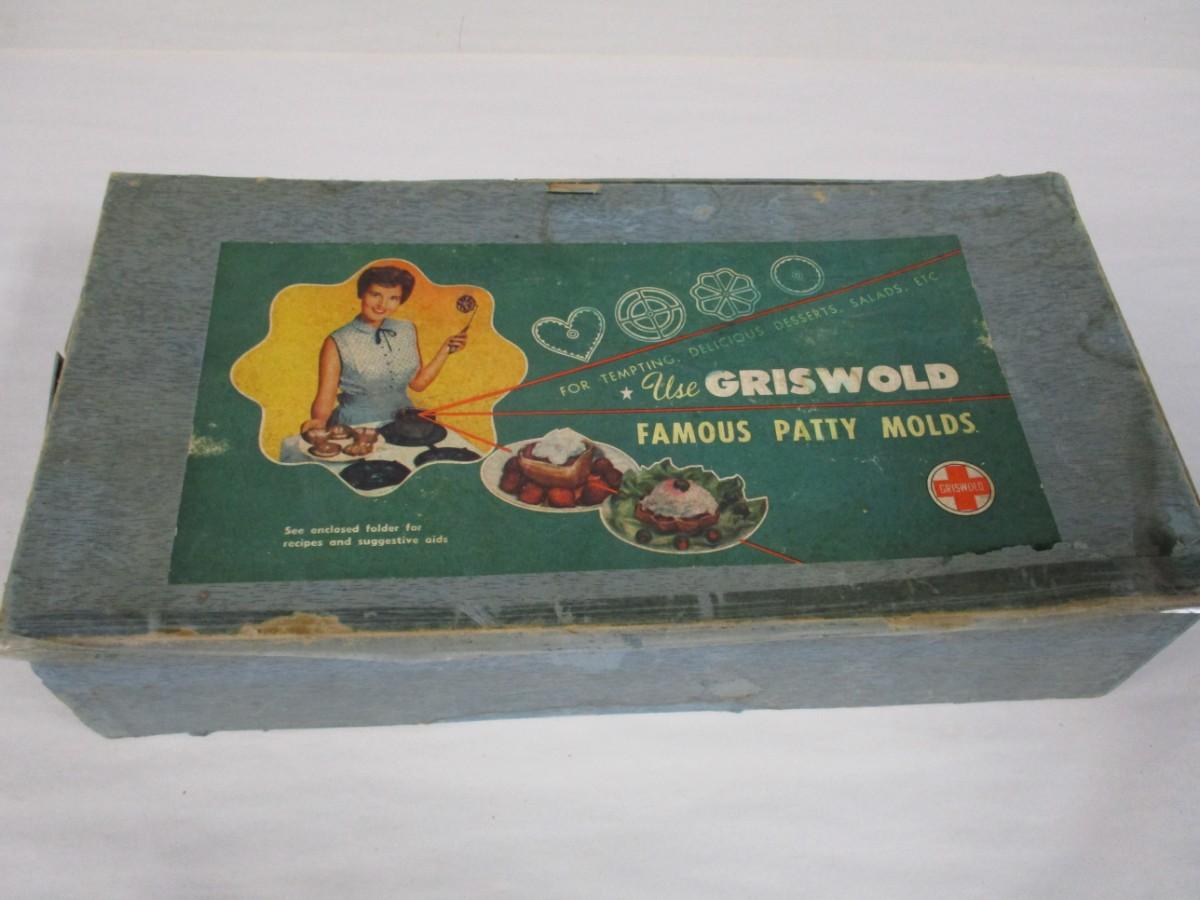 FOR TEMPTING, DELICIOUS DESSERTS, SALADS, ETC
Use GRISWOLD
FAMOUS PATTY MOLDS
GRISWOLD
See enclosed folder for
recipes and suggestive aids